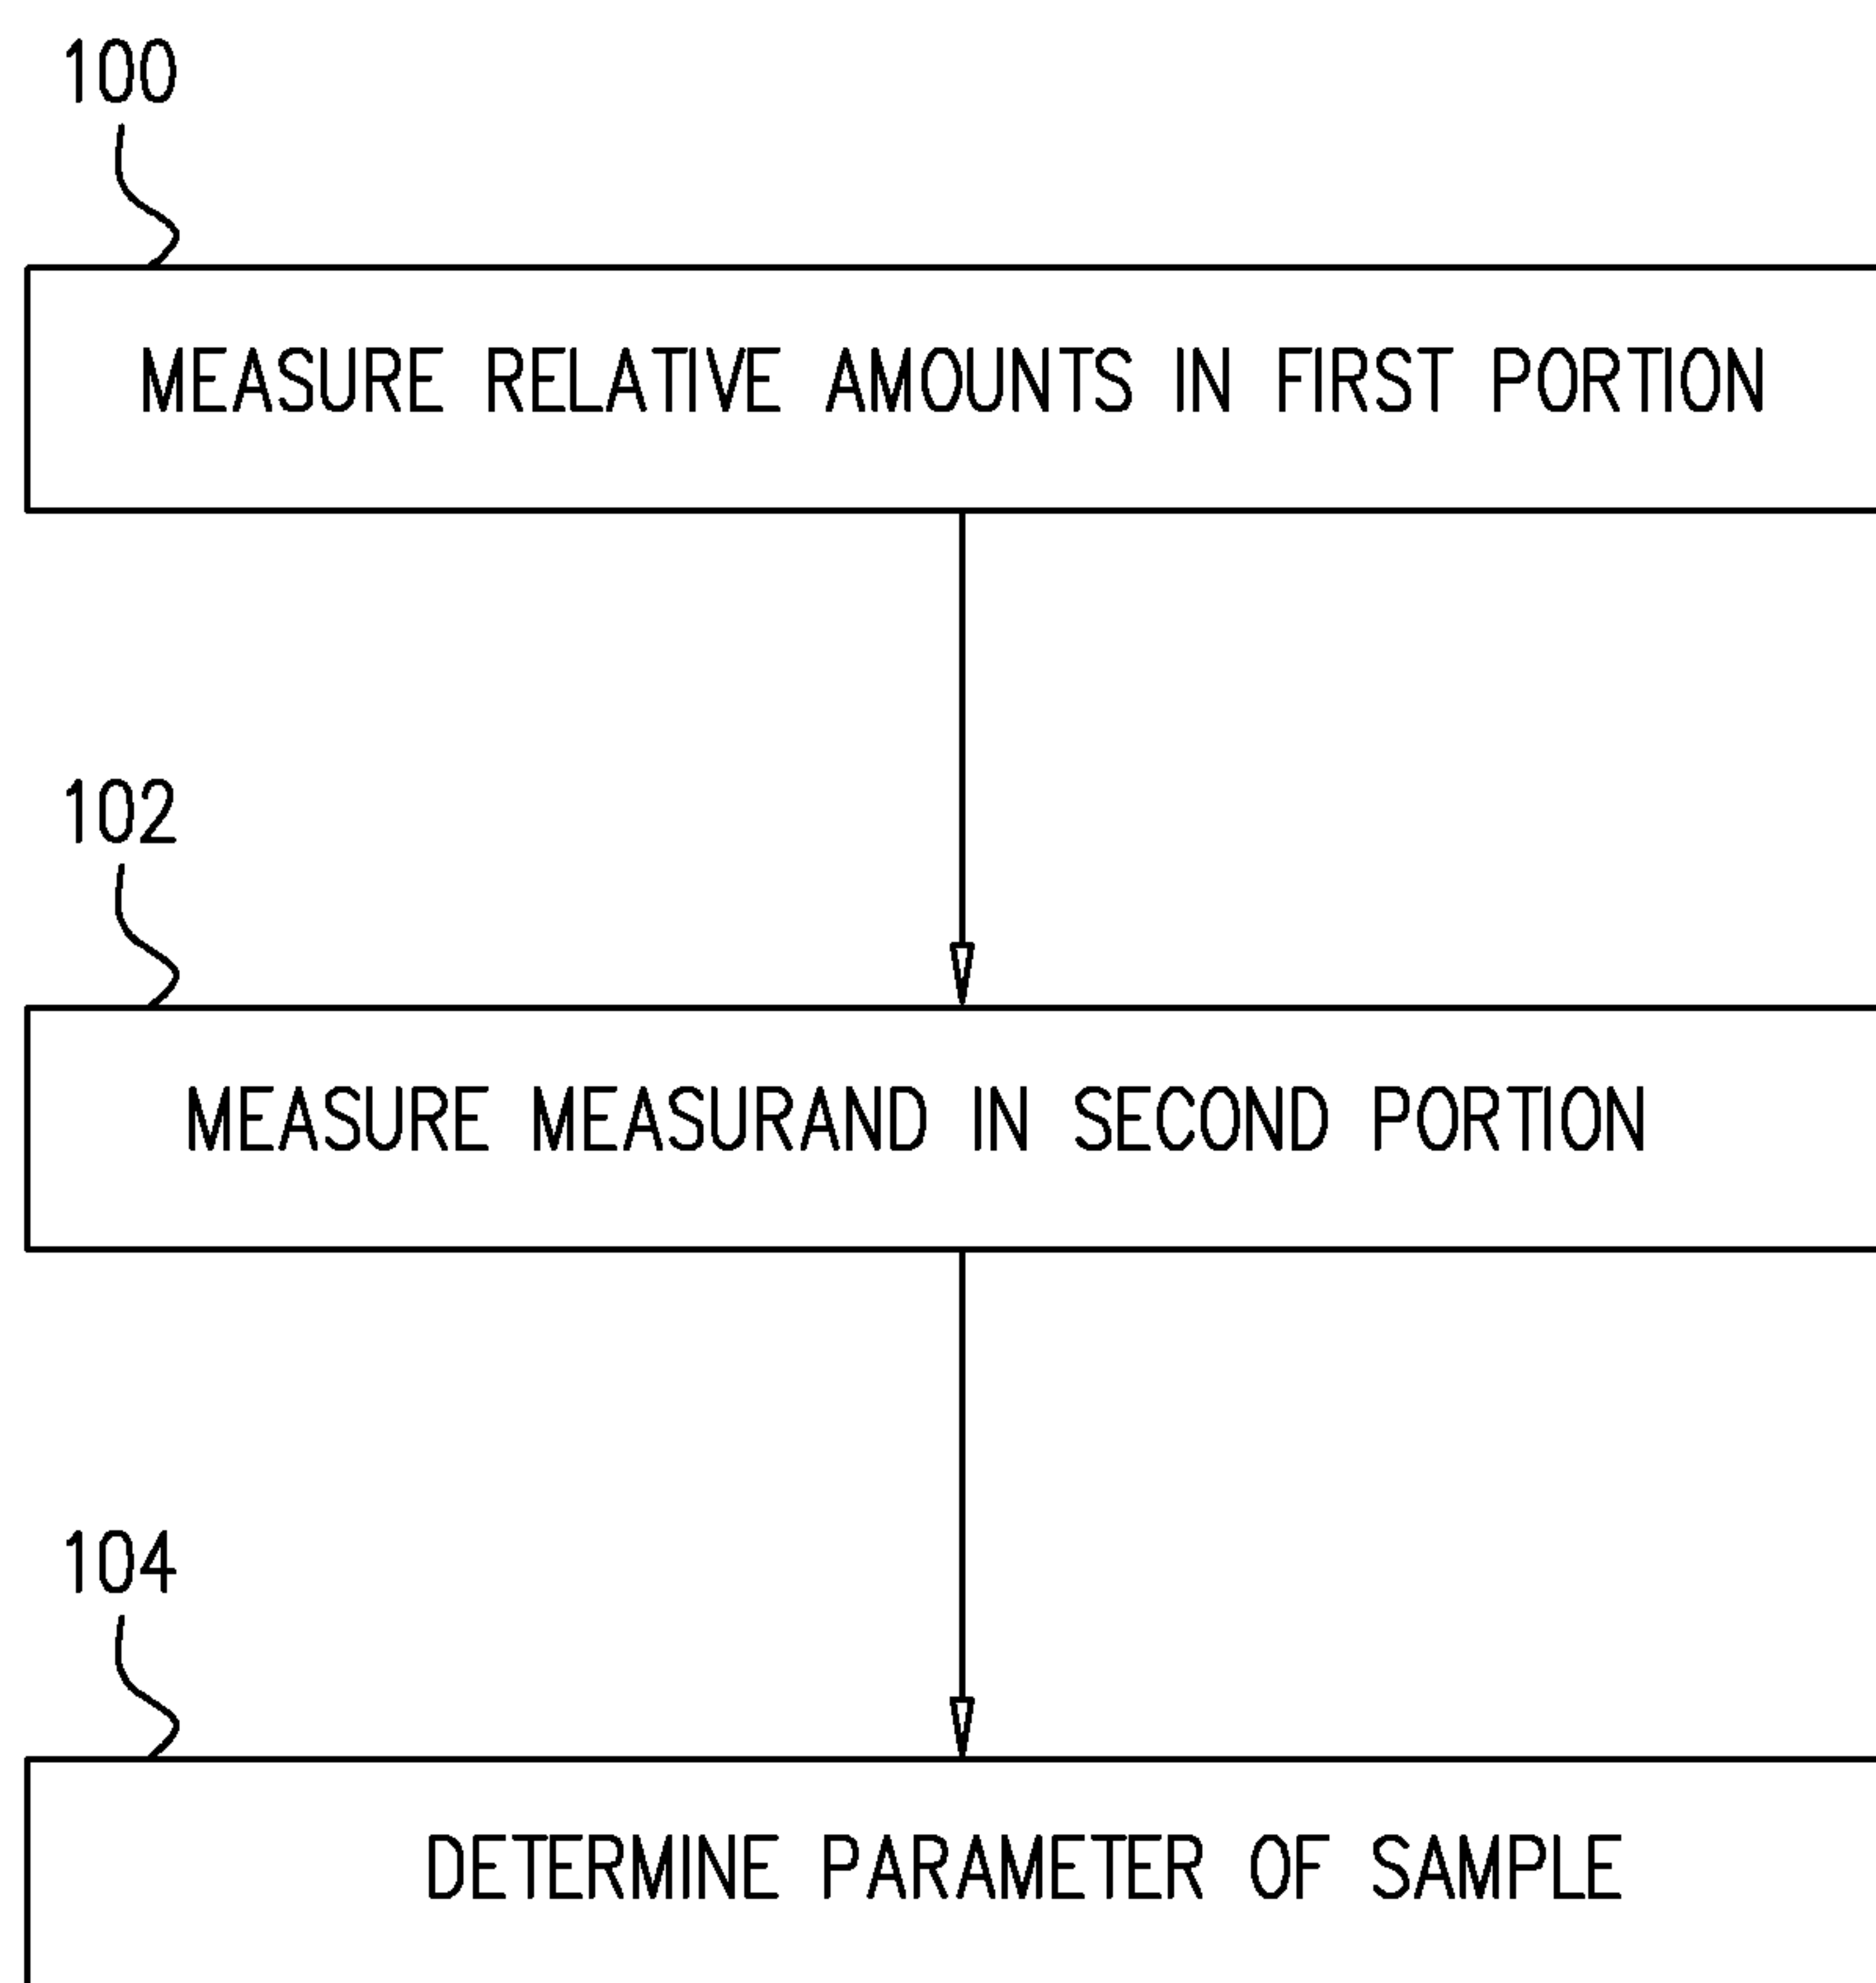 100
MEASURE RELATIVE AMOUNTS IN FIRST PORTION
102
MEASURE MEASURAND IN SECOND PORTION
104
DETERMINE PARAMETER OF SAMPLE